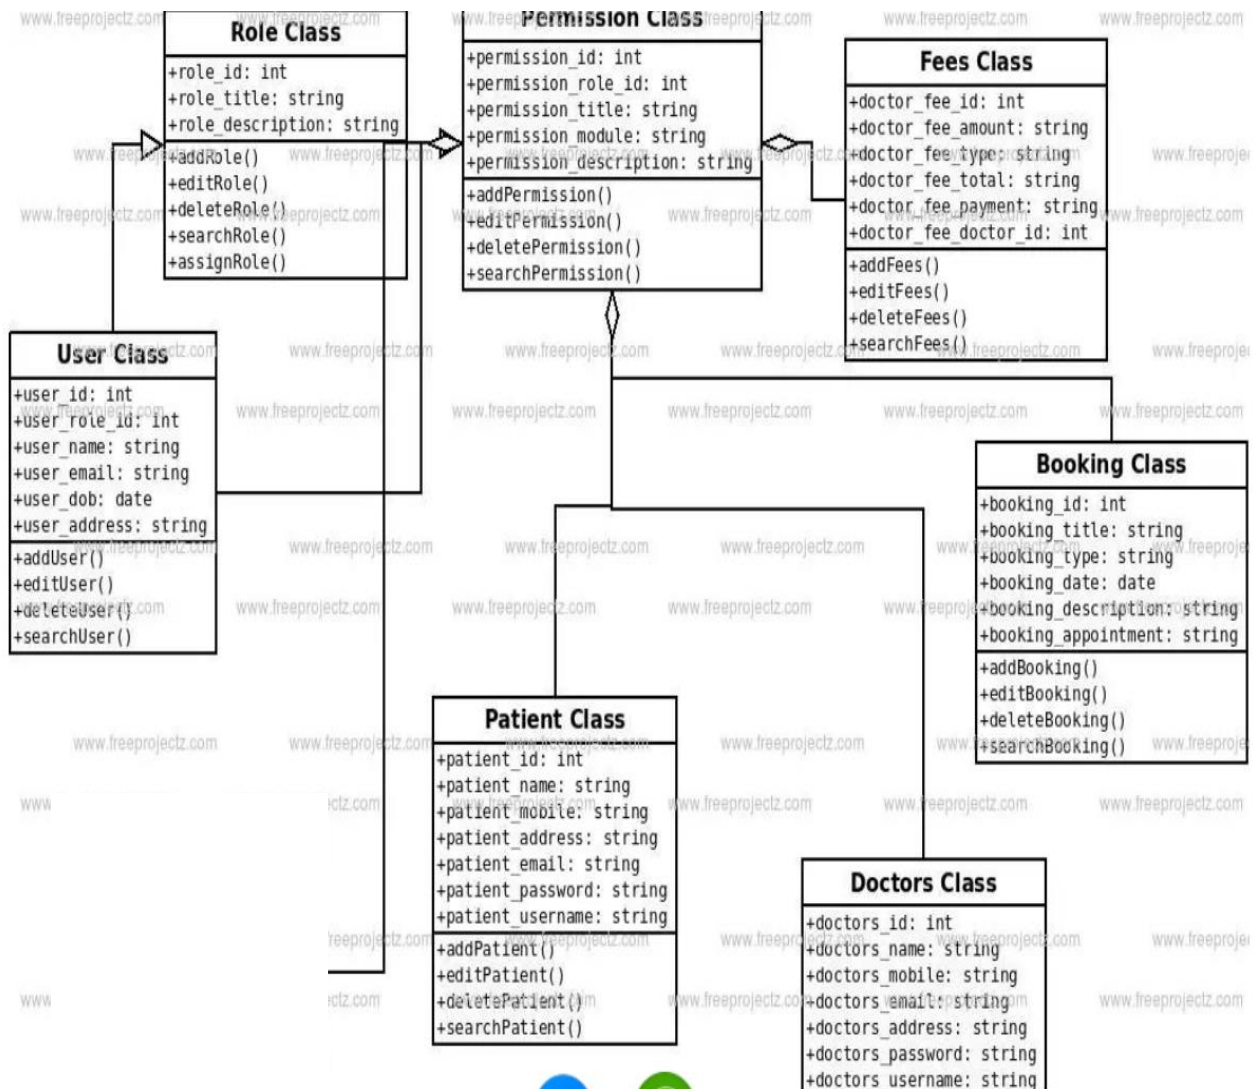 Role Class
+role_id: int
+role_title: string
+role_description: string
+addRole()
+editRole()
+deleteRole()
+searchRole()
+assignRole()
Permission Class
+permission_id: int
+permission_role_id: int
+permission_title: string
+permission_module: string
+permission_description: string
+addPermission()
+editPermission()
+deletePermission()
+searchPermission()
Fees Class
+doctor_fee_id: int
+doctor_fee_amount: string
+doctor_fee_type: string
+doctor_fee_total: string
+doctor_fee_payment: string
+doctor_fee_doctor_id: int
+addFees()
+editFees()
+deleteFees()
+searchFees()
User Class
+user_id: int
+user_role_id: int
+user_name: string
+user_email: string
+user_dob: date
+user_address: string
+addUser()
+editUser()
+deleteUser()
+searchUser()
Booking Class
+booking_id: int
+booking_title: string
+booking_type: string
+booking_date: date
+booking_description: string
+booking_appointment: string
+addBooking()
+editBooking()
+deleteBooking()
+searchBooking()
Patient Class
+patient_id: int
+patient_name: string
+patient_mobile: string
+patient_address: string
+patient_email: string
+patient_password: string
+patient_username: string
+addPatient()
+editPatient()
+deletePatient()
+searchPatient()
Doctors Class
+doctors_id: int
+doctors_name: string
+doctors_mobile: string
+doctors_email: string
+doctors_address: string
+doctors_password: string
+doctors_username: string
www.freeprojectz.com